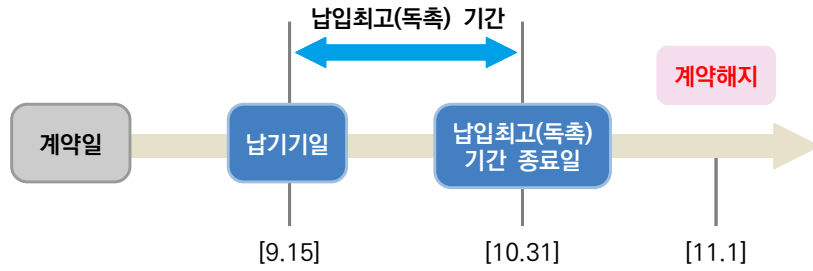 납입최고(독촉) 기간
계약해지
계약일
납기기일
납입최고(독촉)
기간 종료일
[9.15]
[10.31]
[11.1]